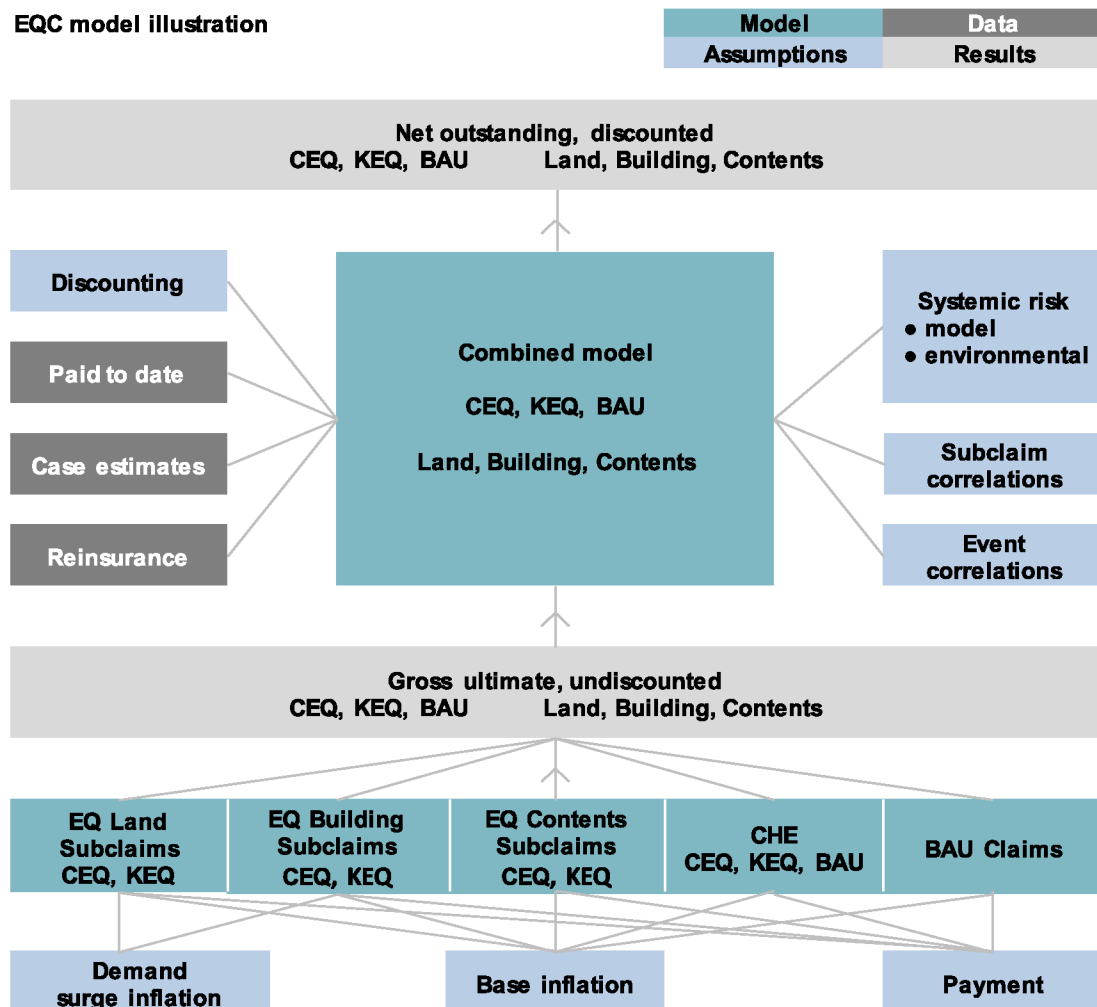 EQC model illustration
Model
Data
Assumptions
Results
Net outstanding, discounted
CEQ, KEQ, BAU Land, Building, Contents
Discounting
Paid to date
Case estimates
Reinsurance
Combined model
CEQ, KEQ, BAU
Land, Building, Contents
Systemic risk
● model
● environmental
Subclaim
correlations
Event
correlations
Gross ultimate, undiscounted
CEQ, KEQ, BAU Land, Building, Contents
EQ Land
Subclaims
CEQ, KEQ
EQ Building
Subclaims
CEQ, KEQ
EQ Contents
Subclaims
CEQ, KEQ
CHE
CEQ, KEQ, BAU
BAU Claims
Demand
surge inflation
Base inflation
Payment